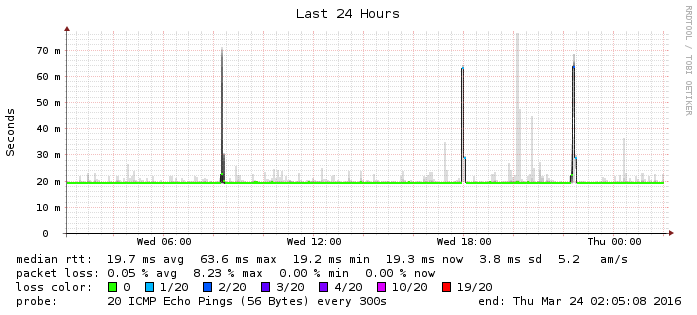 Last 24 Hours
RRDTOOL / TOBI OETIKER
Seconds
70 m
60 m
50 m
40 m
30 m
20 m
10 m
0
Wed 06:00 Wed 12:00 Wed 18:00 Thu 00:00
median rtt: 19.7 ms avg 63.6 ms max 19.2 ms min 19.3 ms now 3.8 ms sd 5.2 am/s
packet loss: 0.05 % avg 8.23 % max 0.00 % min 0.00 % now
loss color: 0 1/20 2/20 3/20 4/20 10/20 19/20
probe: 20 ICMP Echo Pings (56 Bytes) every 300s end: Thu Mar 24 02:05:08 2016